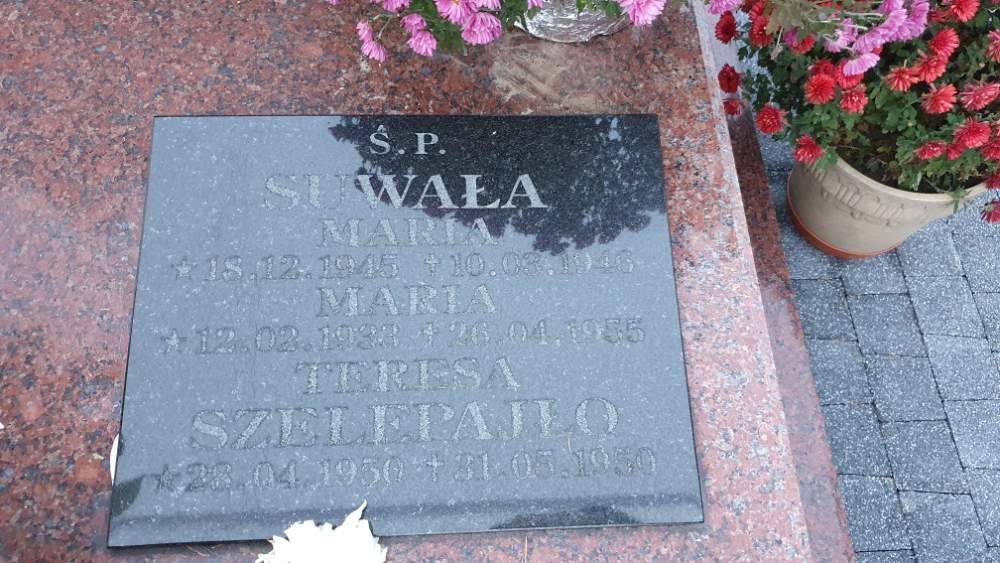 Ś.P.
SUWAŁA
MARIA
★18.12.1945 †10.03.1946
MARIA
★12.02.1933 †26.04.1955
TERESA
SZELEPAJŁO
★28.04.1950 †31.05.1950